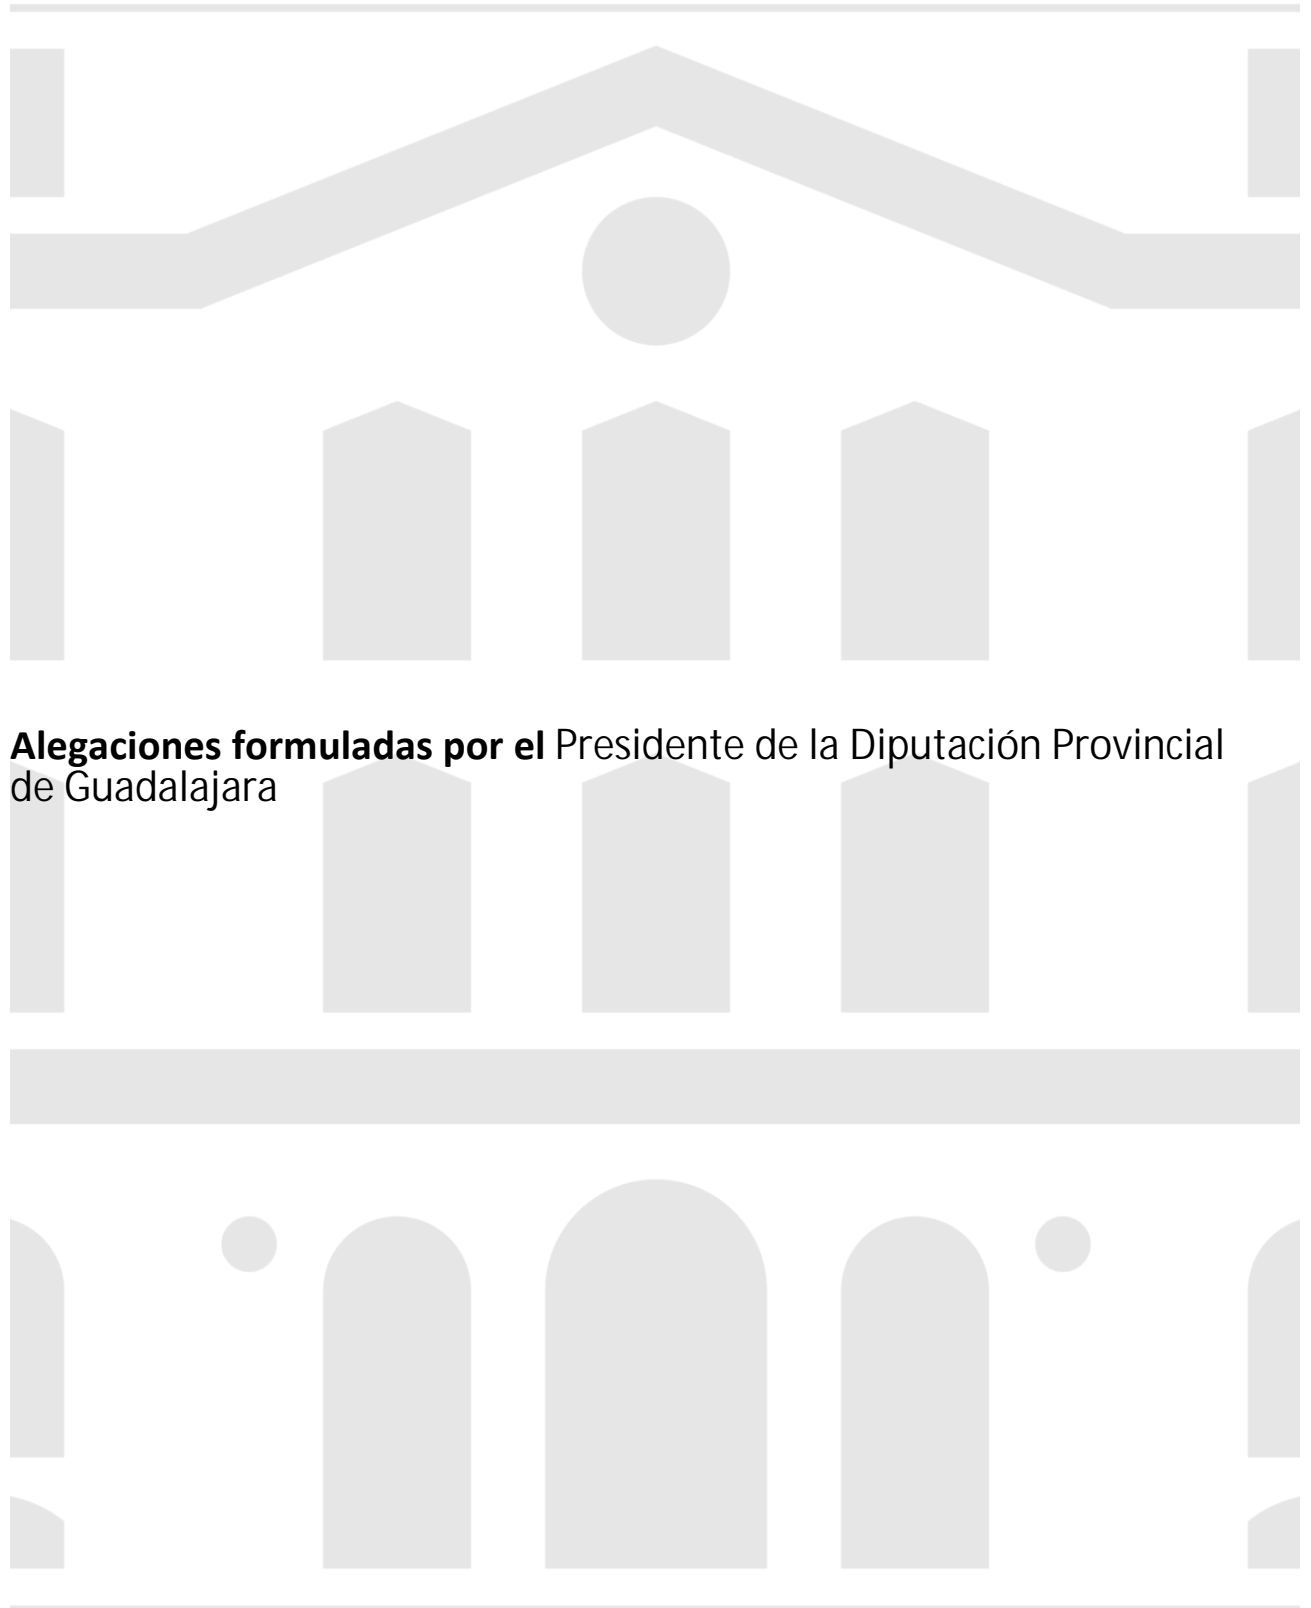 Alegaciones formuladas por el Presidente de la Diputación Provincial
de Guadalajara